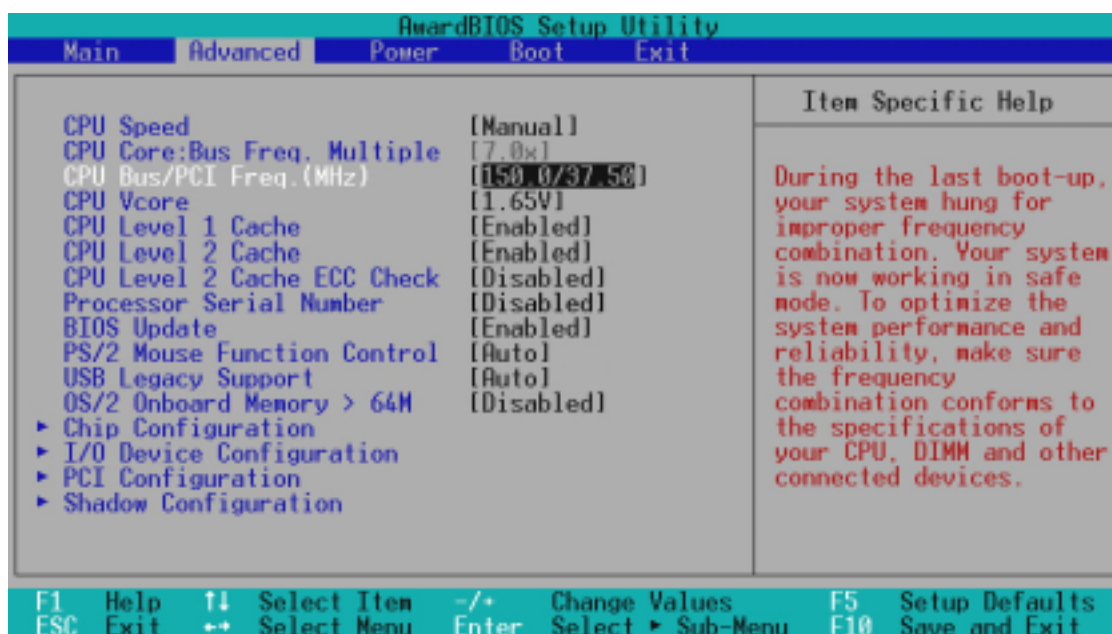 AwardBIOS Setup Utility
Main Advanced Power Boot Exit
CPU Speed [Manual]
CPU Core:Bus Freq. Multiple [7.0x]
CPU Bus/PCI Freq.(MHz) [150.0/37.50]
CPU Vcore [1.65V]
CPU Level 1 Cache [Enabled]
CPU Level 2 Cache [Enabled]
CPU Level 2 Cache ECC Check [Disabled]
Processor Serial Number [Disabled]
BIOS Update [Enabled]
PS/2 Mouse Function Control [Auto]
USB Legacy Support [Auto]
OS/2 Onboard Memory > 64M [Disabled]
► Chip Configuration
► I/O Device Configuration
► PCI Configuration
► Shadow Configuration
Item Specific Help
During the last boot-up,
your system hung for
improper frequency
combination. Your system
is now working in safe
mode. To optimize the
system performance and
reliability, make sure
the frequency
combination conforms to
the specifications of
your CPU, DIMM and other
connected devices.
F1 Help ↑↓ Select Item -/+ Change Values F5 Setup Defaults
ESC Exit ←→ Select Menu Enter Select ► Sub-Menu F10 Save and Exit